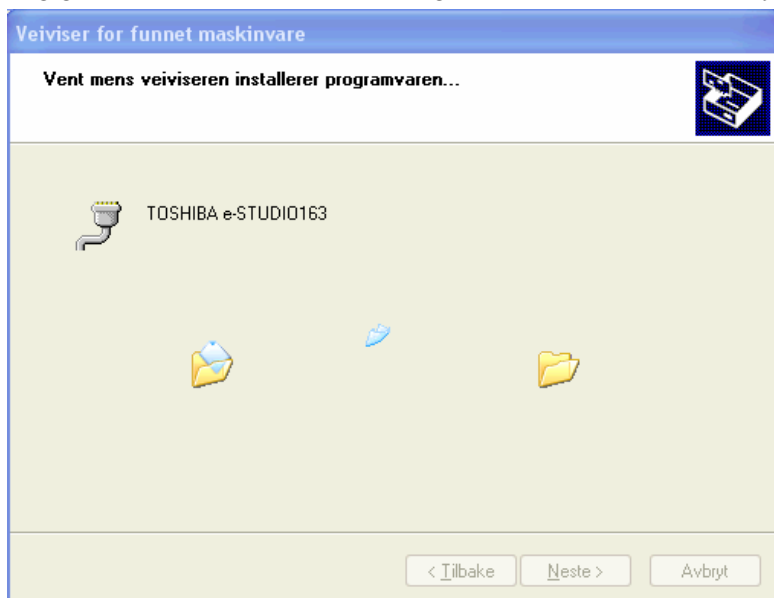 Veiviser for funnet maskinvare
Vent mens veiviseren installerer programvaren...
TOSHIBA e-STUDIO163
< Tilbake Neste > Avbryt